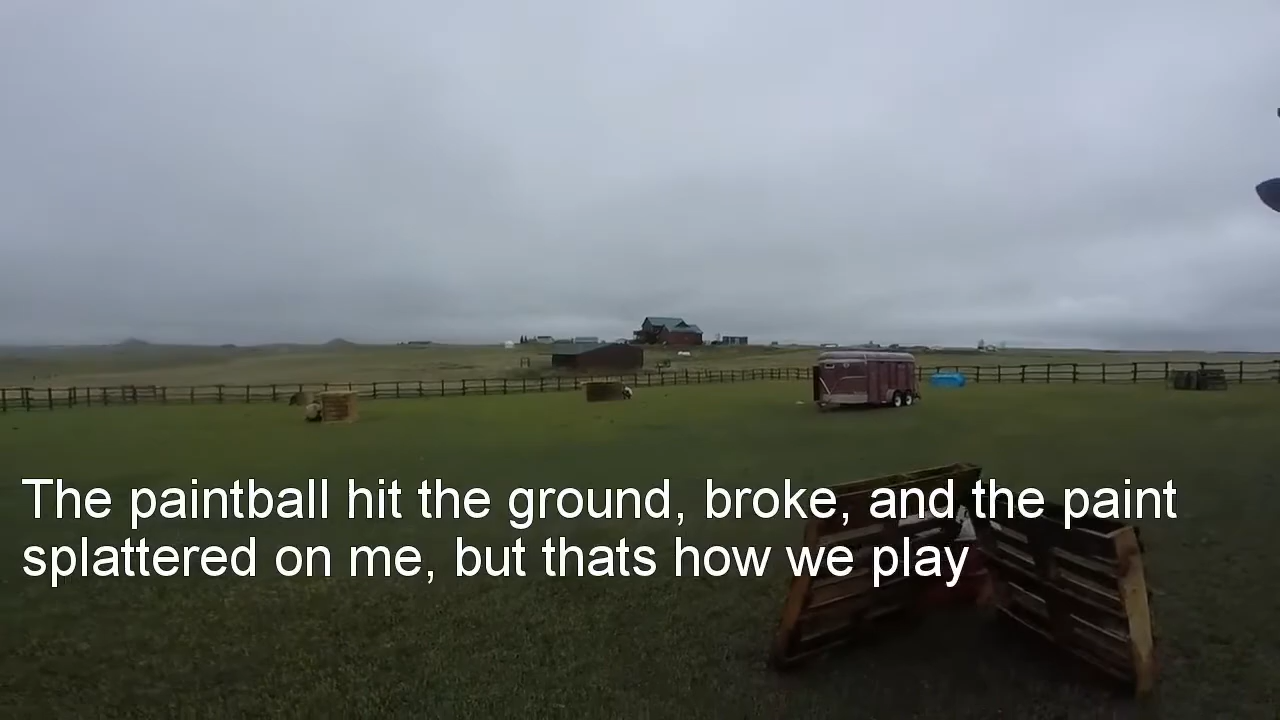 The paintball hit the ground, broke, and the paint
splattered on me, but thats how we play